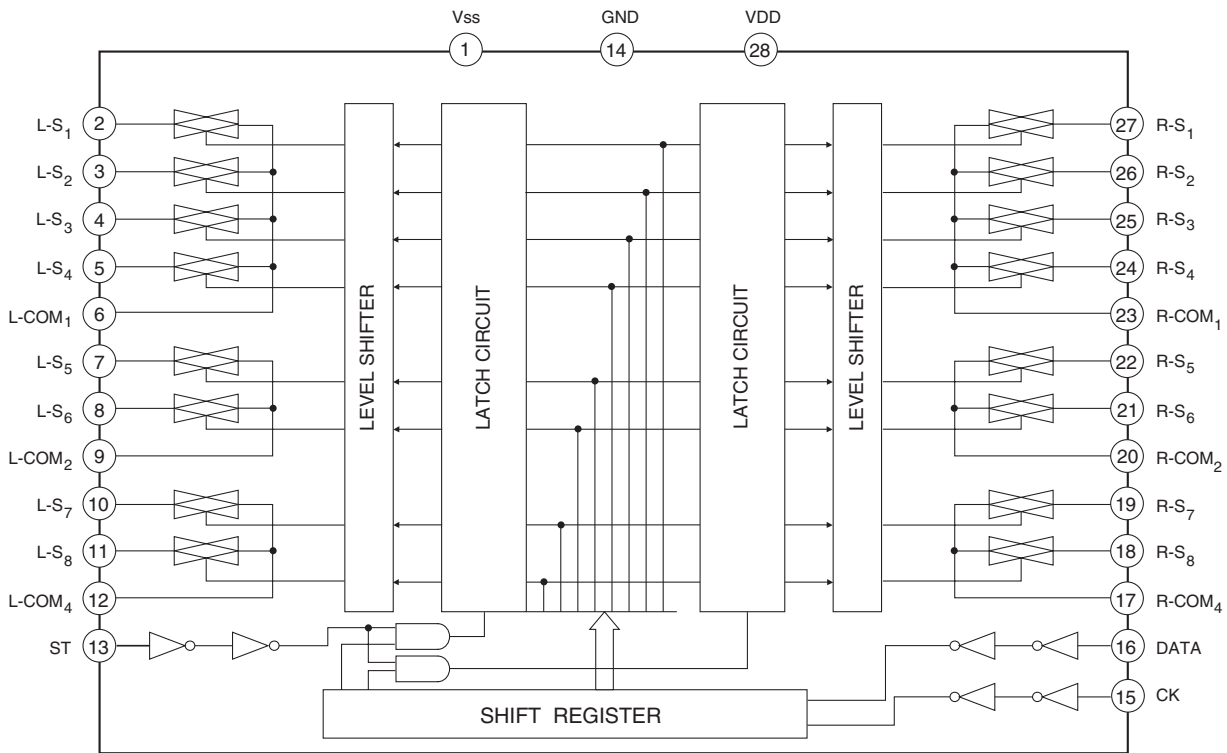 Vss GND VDD
1 14 28
L-S1 2
L-S2 3
L-S3 4
L-S4 5
L-COM1 6
L-S5 7
L-S6 8
L-COM2 9
L-S7 10
L-S8 11
L-COM4 12
ST 13
LEVEL SHIFTER
LATCH CIRCUIT
LATCH CIRCUIT
LEVEL SHIFTER
27 R-S1
26 R-S2
25 R-S3
24 R-S4
23 R-COM1
22 R-S5
21 R-S6
20 R-COM2
19 R-S7
18 R-S8
17 R-COM4
16 DATA
15 CK
SHIFT REGISTER